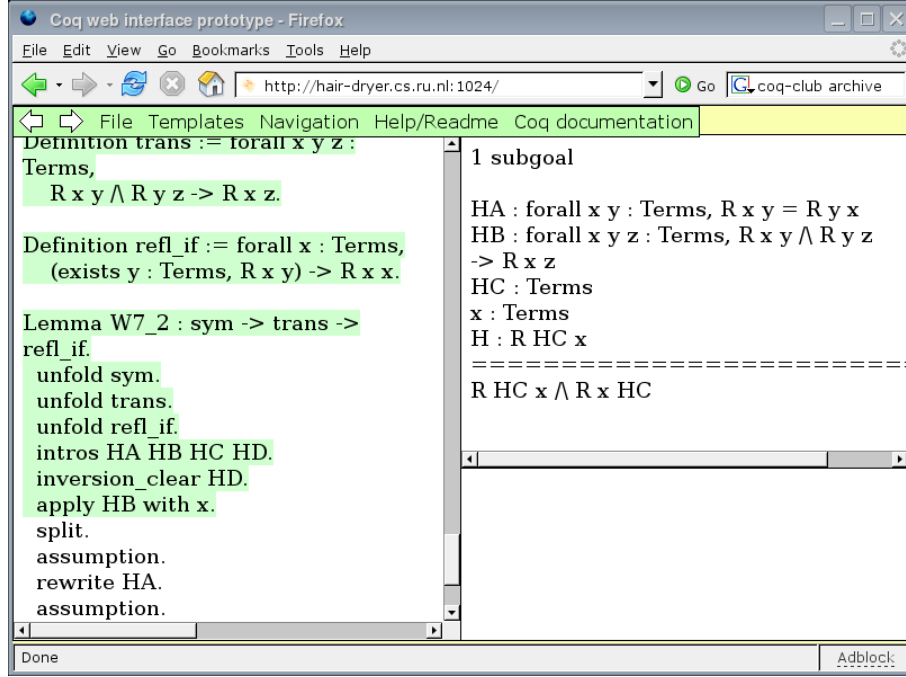 Coq web interface prototype - Firefox
File Edit View Go Bookmarks Tools Help
http://hair-dryer.cs.ru.nl:1024/ Go G coq-club archive
File Templates Navigation Help/Readme Coq documentation
Definition trans := forall x y z :
Terms,
R x y /\ R y z -> R x z.
Definition refl_if := forall x : Terms,
(exists y : Terms, R x y) -> R x x.
Lemma W7_2 : sym -> trans ->
refl_if.
unfold sym.
unfold trans.
unfold refl_if.
intros HA HB HC HD.
inversion_clear HD.
apply HB with x.
split.
assumption.
rewrite HA.
assumption.
1 subgoal
HA : forall x y : Terms, R x y = R y x
HB : forall x y z : Terms, R x y /\ R y z
-> R x z
HC : Terms
x : Terms
H : R HC x
=========================
R HC x /\ R x HC
Done
Adblock